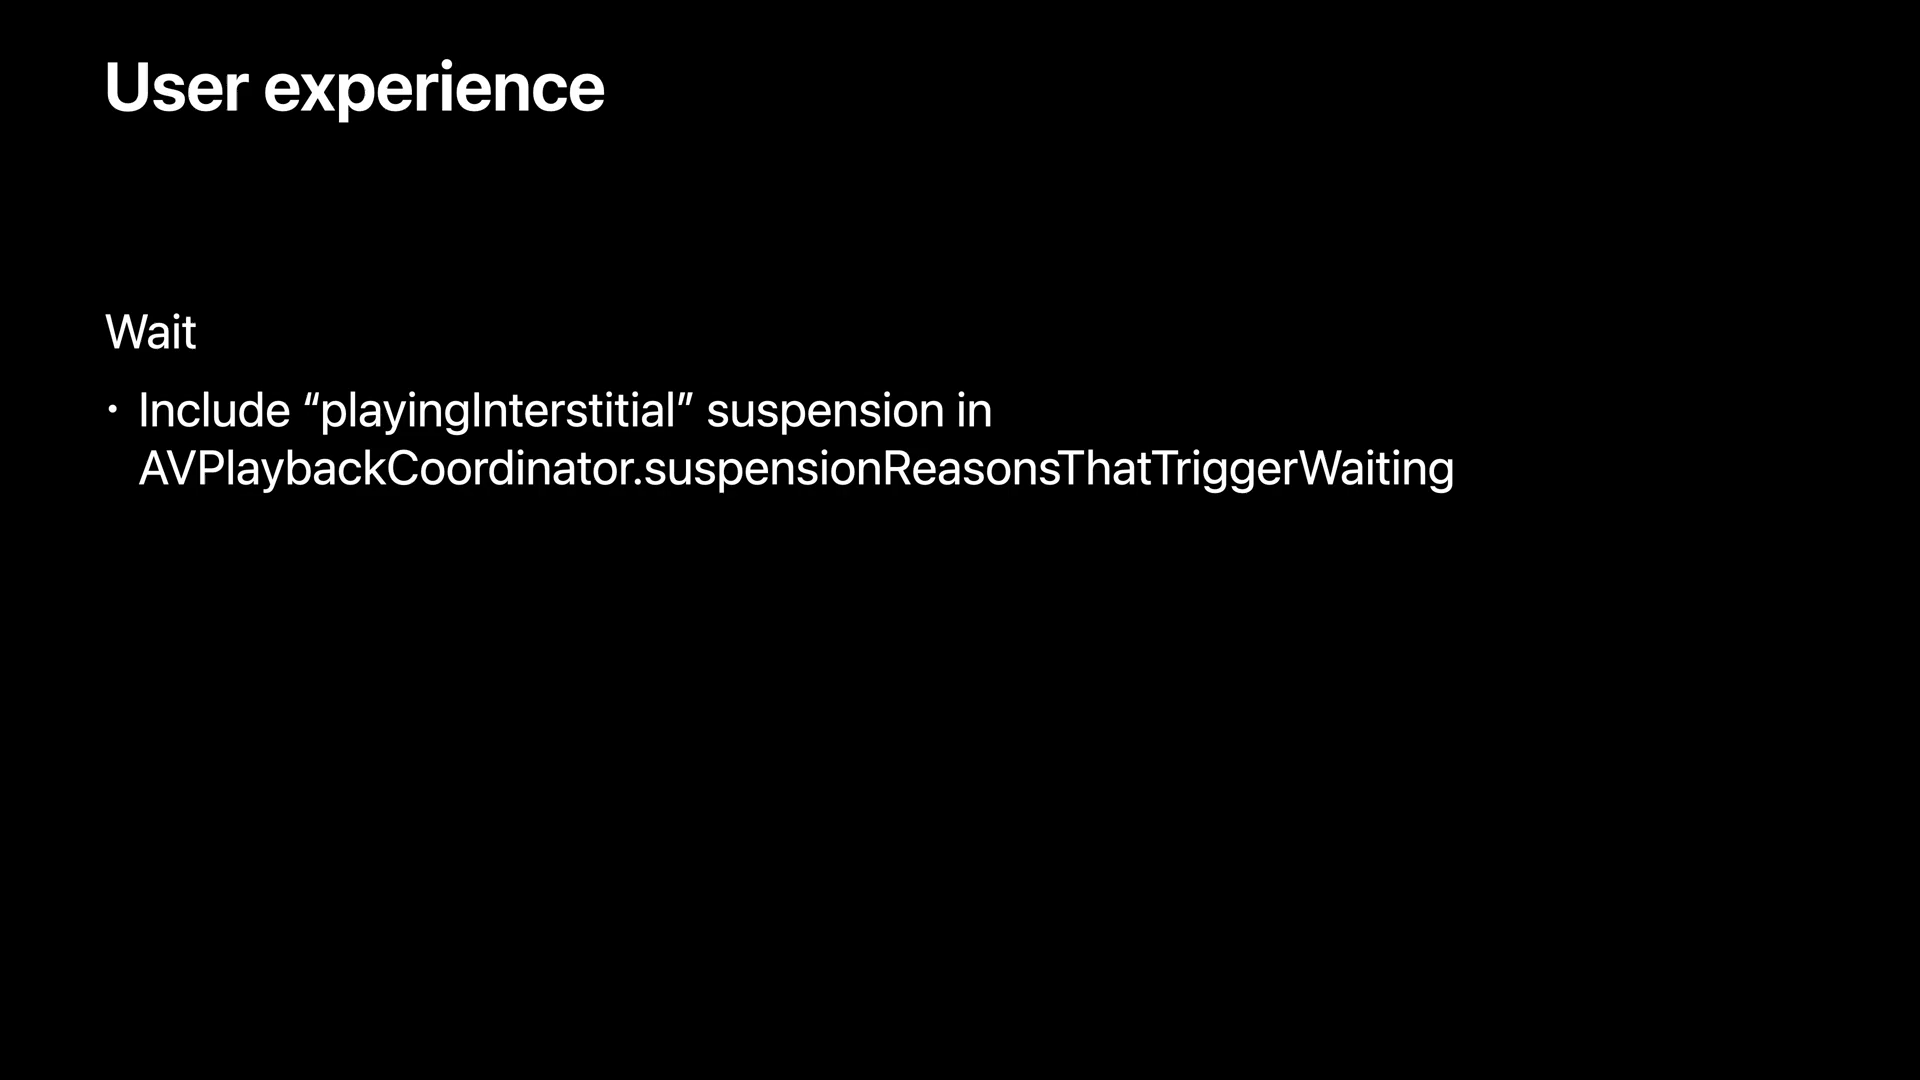 User experience
Wait
• Include “playingInterstitial” suspension in
AVPlaybackCoordinator.suspensionReasonsThatTriggerWaiting